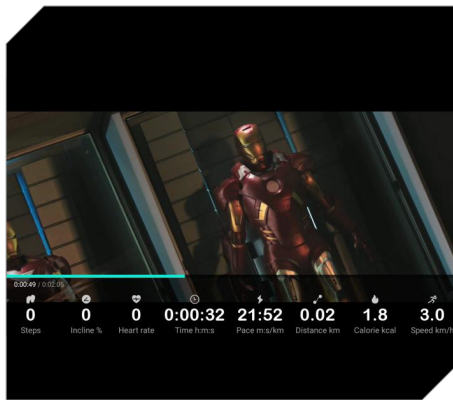 0:00:49 / 0:02:05
0 0 0 0:00:32 21:52 0.02 1.8 3.0
Steps Incline % Heart rate Time h:m:s Pace m:s/km Distance km Calorie kcal Speed km/h